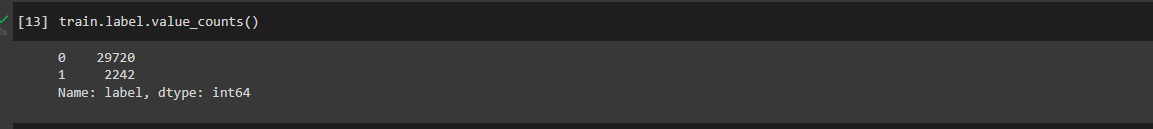 [13] train.label.value_counts()
0    29720
1     2242
Name: label, dtype: int64